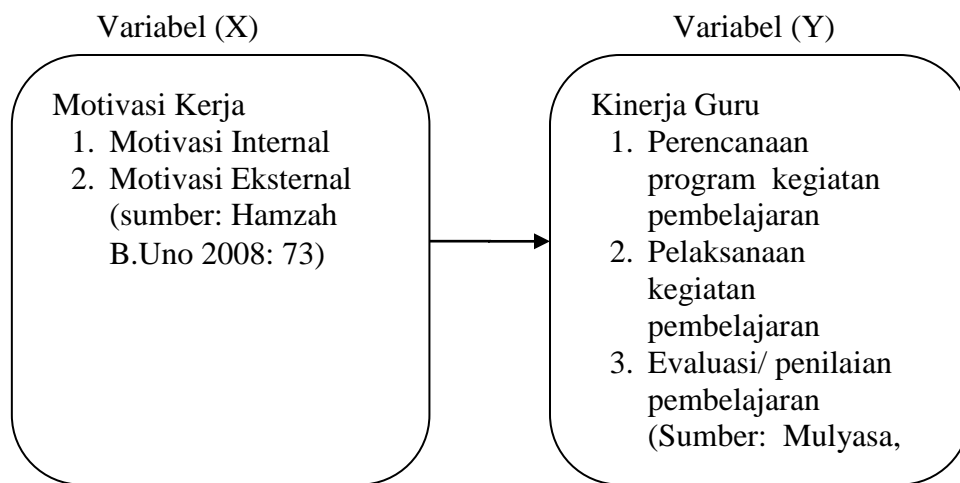 Variabel (X)
Variabel (Y)
Motivasi Kerja
1. Motivasi Internal
2. Motivasi Eksternal
(sumber: Hamzah
B.Uno 2008: 73)
Kinerja Guru
1. Perencanaan
program kegiatan
pembelajaran
2. Pelaksanaan
kegiatan
pembelajaran
3. Evaluasi/ penilaian
pembelajaran
(Sumber: Mulyasa,